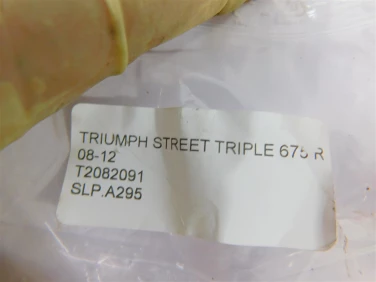 TRIUMPH STREET TRIPLE 675 R
08-12
T2082091
SLP.A295